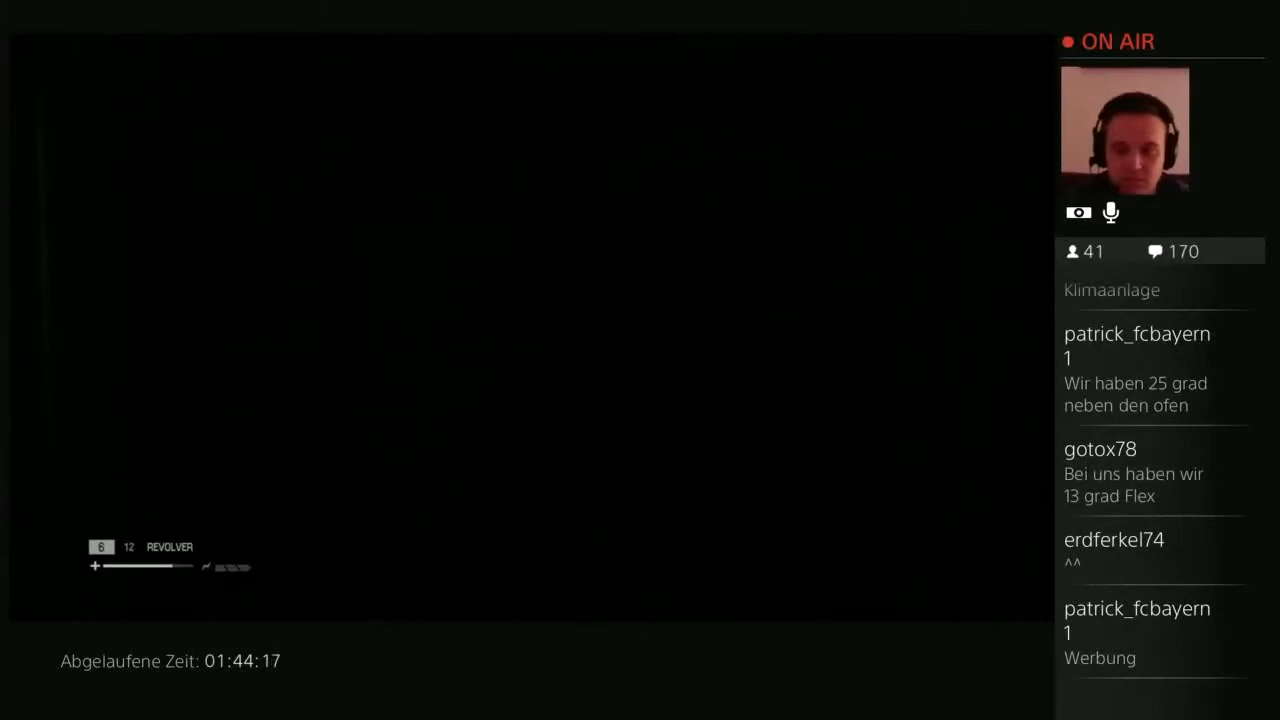 ON AIR
41 170
Klimaanlage
patrick_fcbayern
1
Wir haben 25 grad
neben den ofen
gotox78
Bei uns haben wir
13 grad Flex
erdferkel74
^^
patrick_fcbayern
1
Werbung
6 12 REVOLVER
Abgelaufene Zeit: 01:44:17